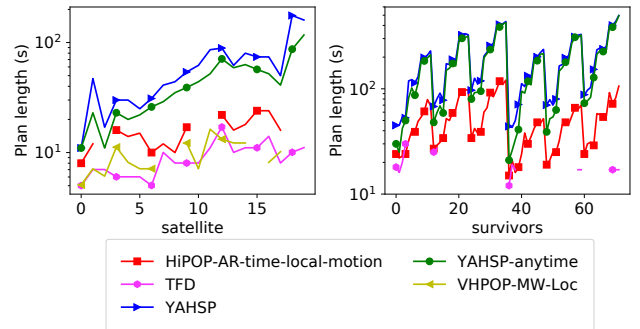 Plan length (s)
10²
10¹
0
5
10
15
satellite
Plan length (s)
10³
10²
10¹
0
20
40
60
survivors
HiPOP-AR-time-local-motion
TFD
YAHSP
YAHSP-anytime
VHPOP-MW-Loc